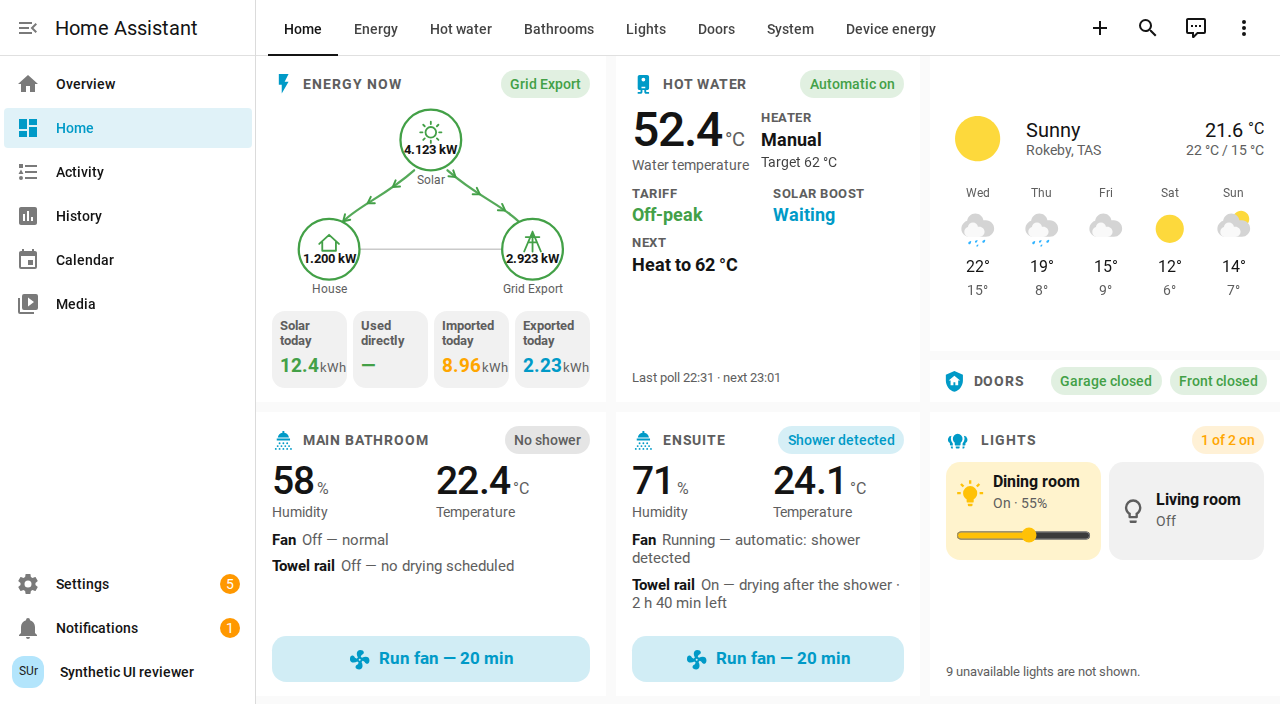 Home Assistant
Overview
Home
Activity
History
Calendar
Media
Settings 5
Notifications 1
SUr Synthetic UI reviewer
Home Energy Hot water Bathrooms Lights Doors System Device energy
ENERGY NOW Grid Export
4.123 kW
Solar
1.200 kW 2.923 kW
House Grid Export
Solar today 12.4 kWh
Used directly —
Imported today 8.96 kWh
Exported today 2.23 kWh
HOT WATER Automatic on
52.4 °C
Water temperature
HEATER
Manual
Target 62 °C
TARIFF SOLAR BOOST
Off-peak Waiting
NEXT
Heat to 62 °C
Last poll 22:31 · next 23:01
Sunny 21.6 °C
Rokeby, TAS 22 °C / 15 °C
Wed Thu Fri Sat Sun
22° 19° 15° 12° 14°
15° 8° 9° 6° 7°
DOORS Garage closed Front closed
MAIN BATHROOM No shower
58 % 22.4 °C
Humidity Temperature
Fan Off — normal
Towel rail Off — no drying scheduled
Run fan — 20 min
ENSUITE Shower detected
71 % 24.1 °C
Humidity Temperature
Fan Running — automatic: shower
detected
Towel rail On — drying after the shower ·
2 h 40 min left
Run fan — 20 min
LIGHTS 1 of 2 on
Dining room
On · 55%
Living room
Off
9 unavailable lights are not shown.